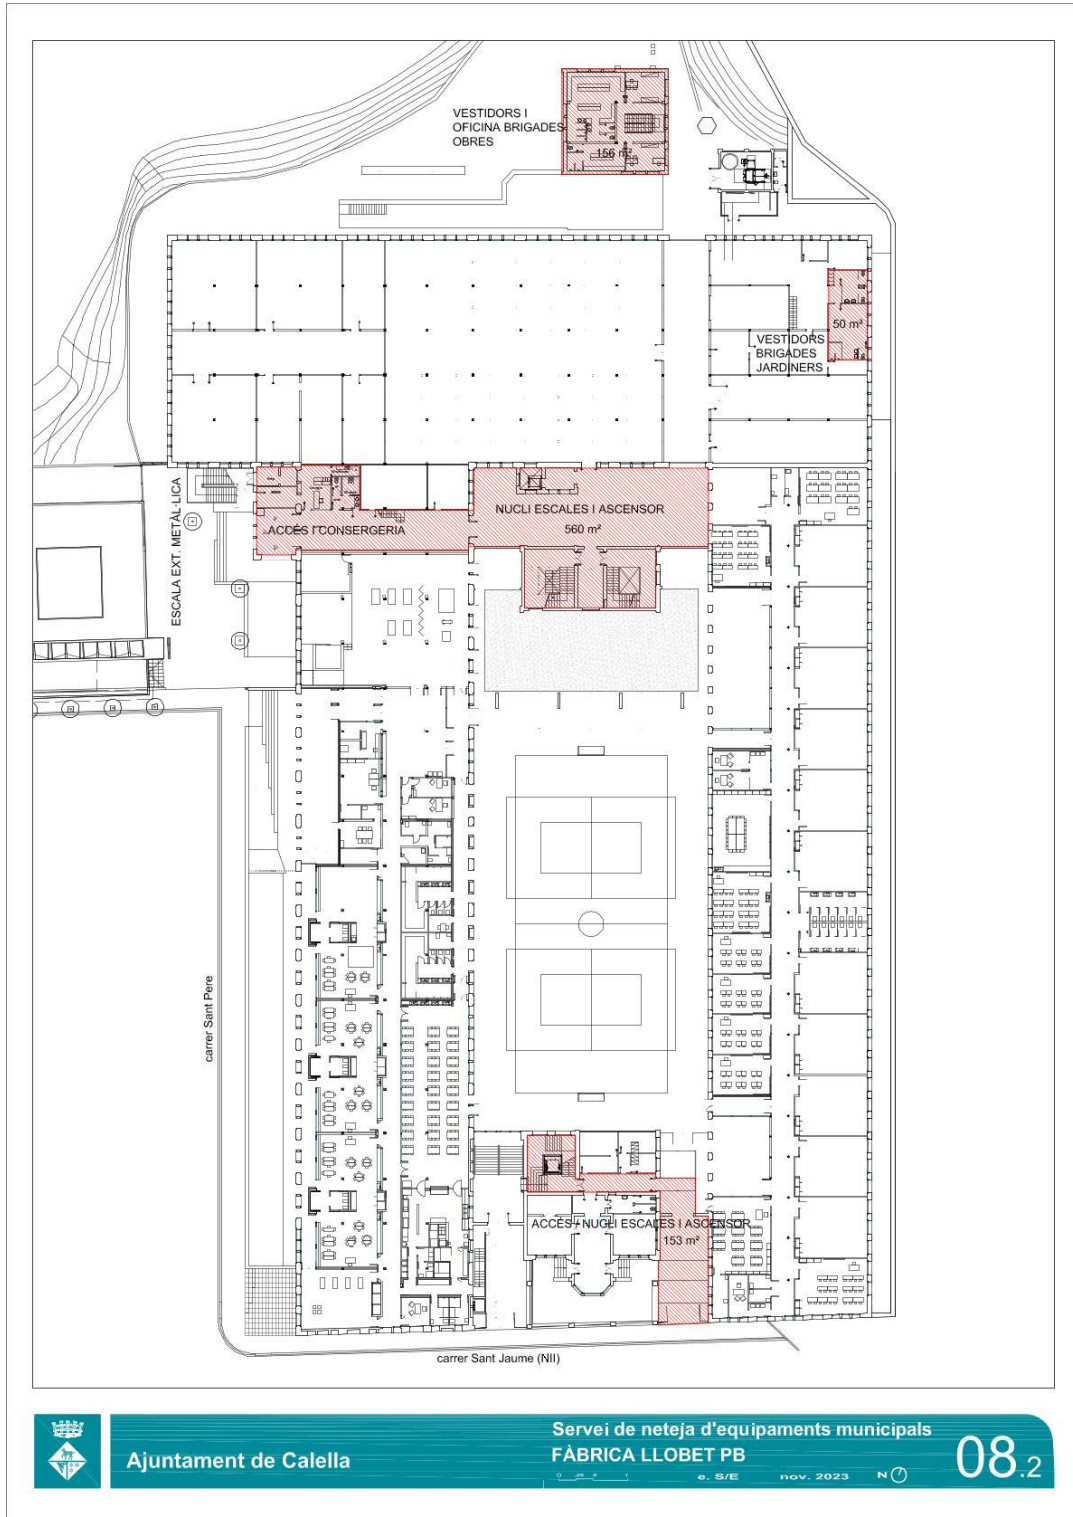 VESTIDORS I
OFICINA BRIGADES
OBRES
156 m²
50 m²
VESTIDORS
BRIGADES
JARDINERS
ESCALA EXT. METÀL·LICA
ACCÉS I CONSERGERIA
NUCLI ESCALES I ASCENSOR
560 m²
carrer Sant Pere
ACCÉS / NUCLI ESCALES I ASCENSOR
153 m²
carrer Sant Jaume (NII)
Ajuntament de Calella
Servei de neteja d'equipaments municipals
FÀBRICA LLOBET PB
e. S/E nov. 2023 N
08.2